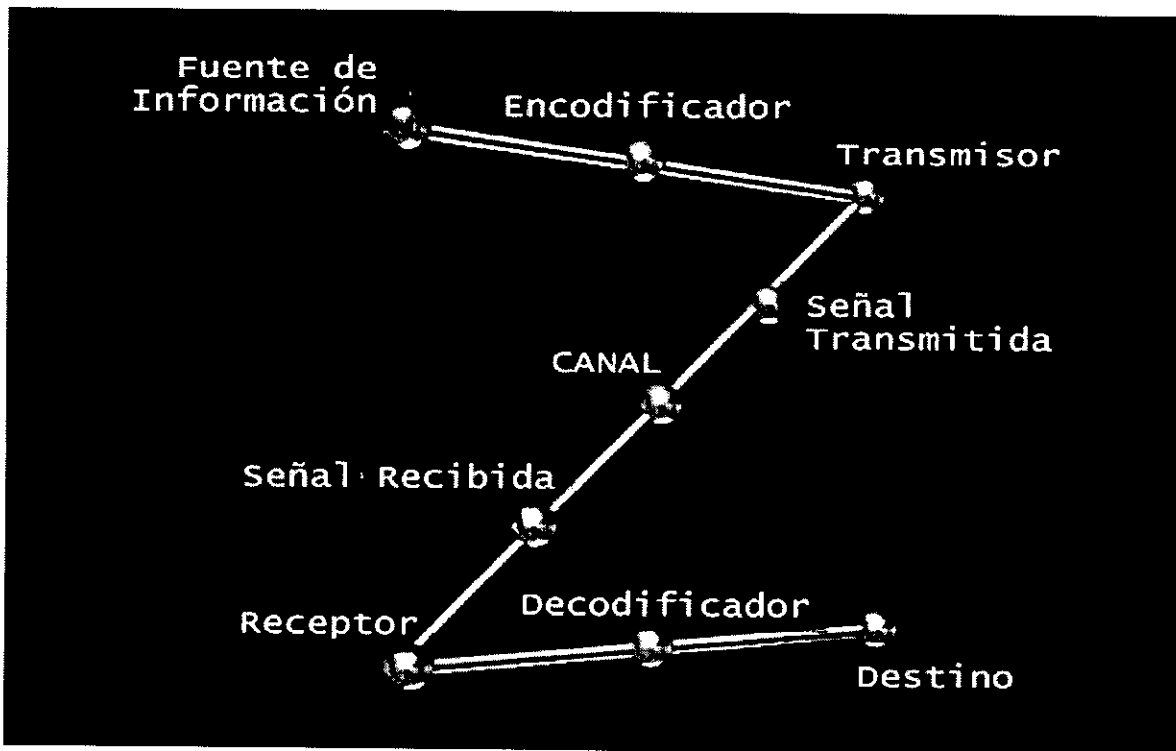 Fuente de
Información
Encodificador
Transmisor
Señal
Transmitida
CANAL
Señal Recibida
Receptor
Decodificador
Destino